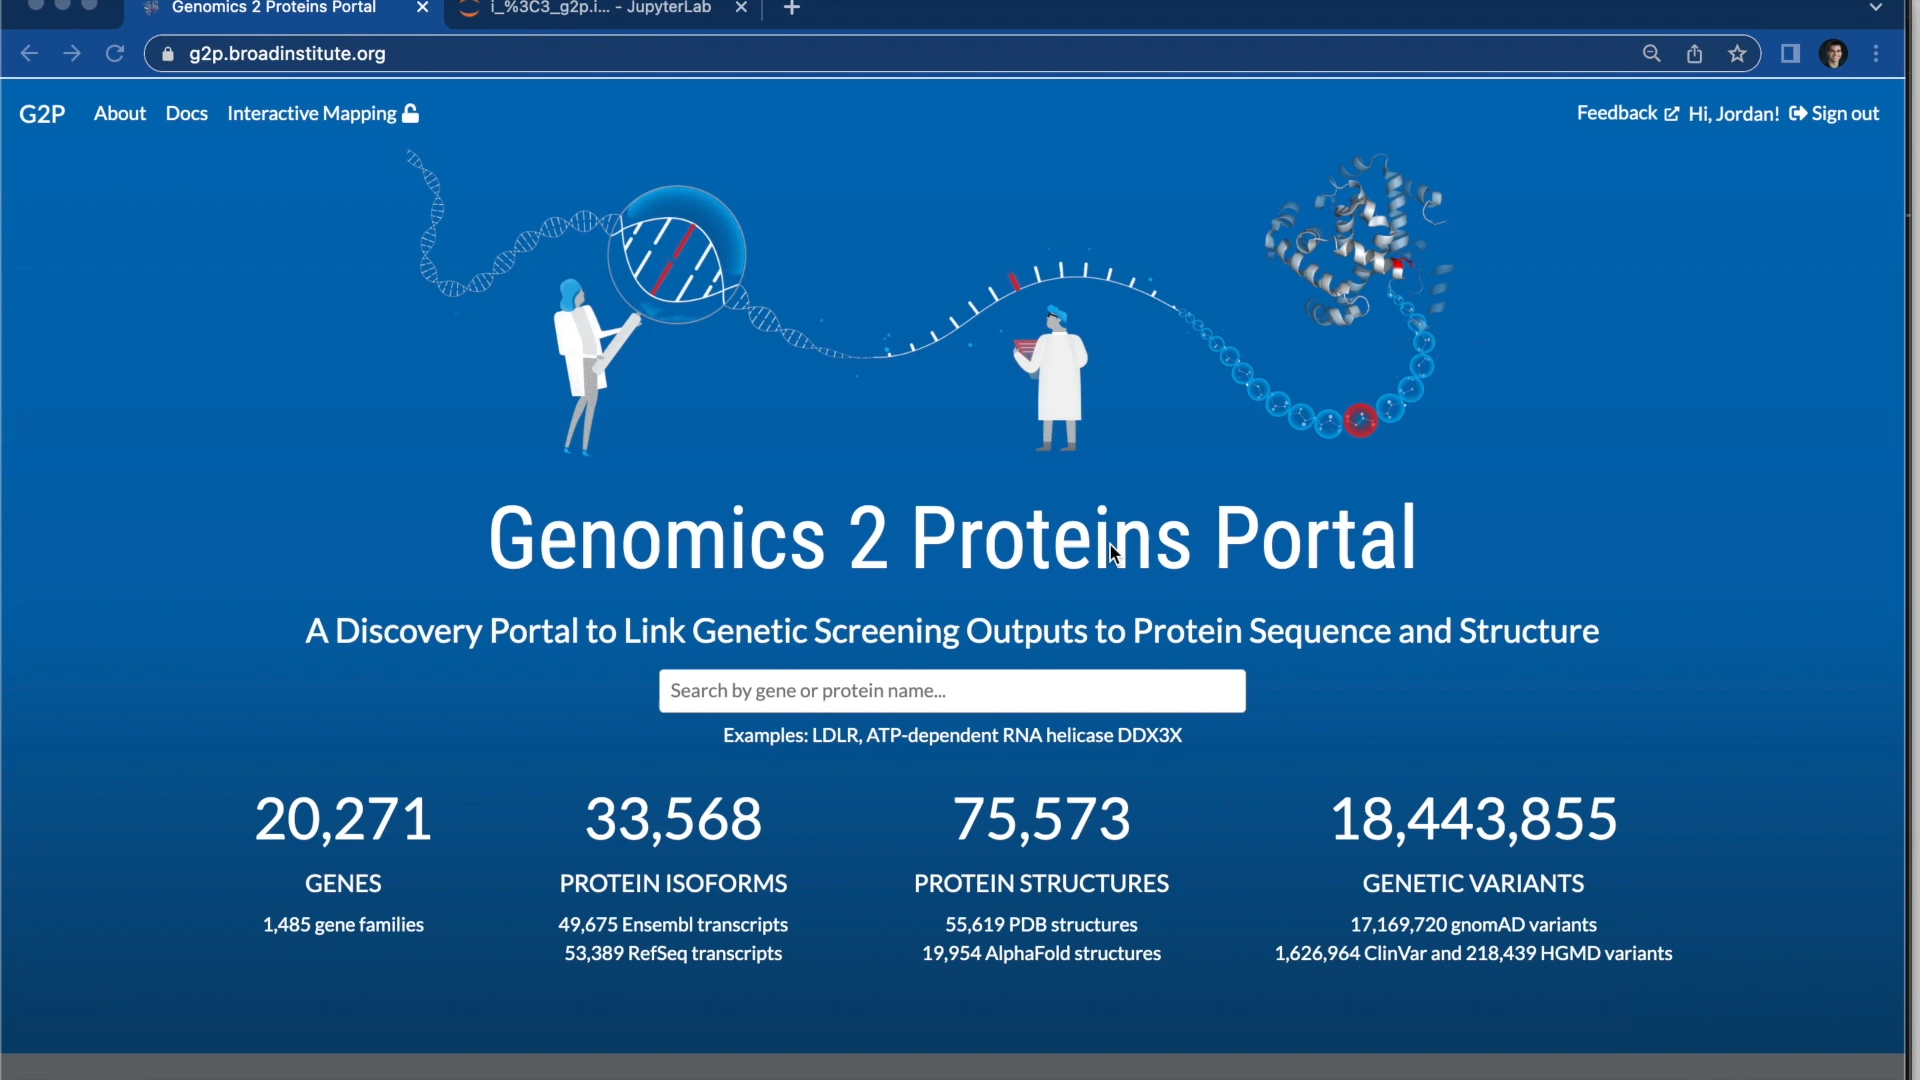 Genomics 2 Proteins Portal
i_%3C3_g2p.i... - JupyterLab
g2p.broadinstitute.org
G2P About Docs Interactive Mapping
Feedback Hi, Jordan! Sign out
Genomics 2 Proteins Portal
A Discovery Portal to Link Genetic Screening Outputs to Protein Sequence and Structure
Search by gene or protein name...
Examples: LDLR, ATP-dependent RNA helicase DDX3X
20,271
GENES
1,485 gene families
33,568
PROTEIN ISOFORMS
49,675 Ensembl transcripts
53,389 RefSeq transcripts
75,573
PROTEIN STRUCTURES
55,619 PDB structures
19,954 AlphaFold structures
18,443,855
GENETIC VARIANTS
17,169,720 gnomAD variants
1,626,964 ClinVar and 218,439 HGMD variants